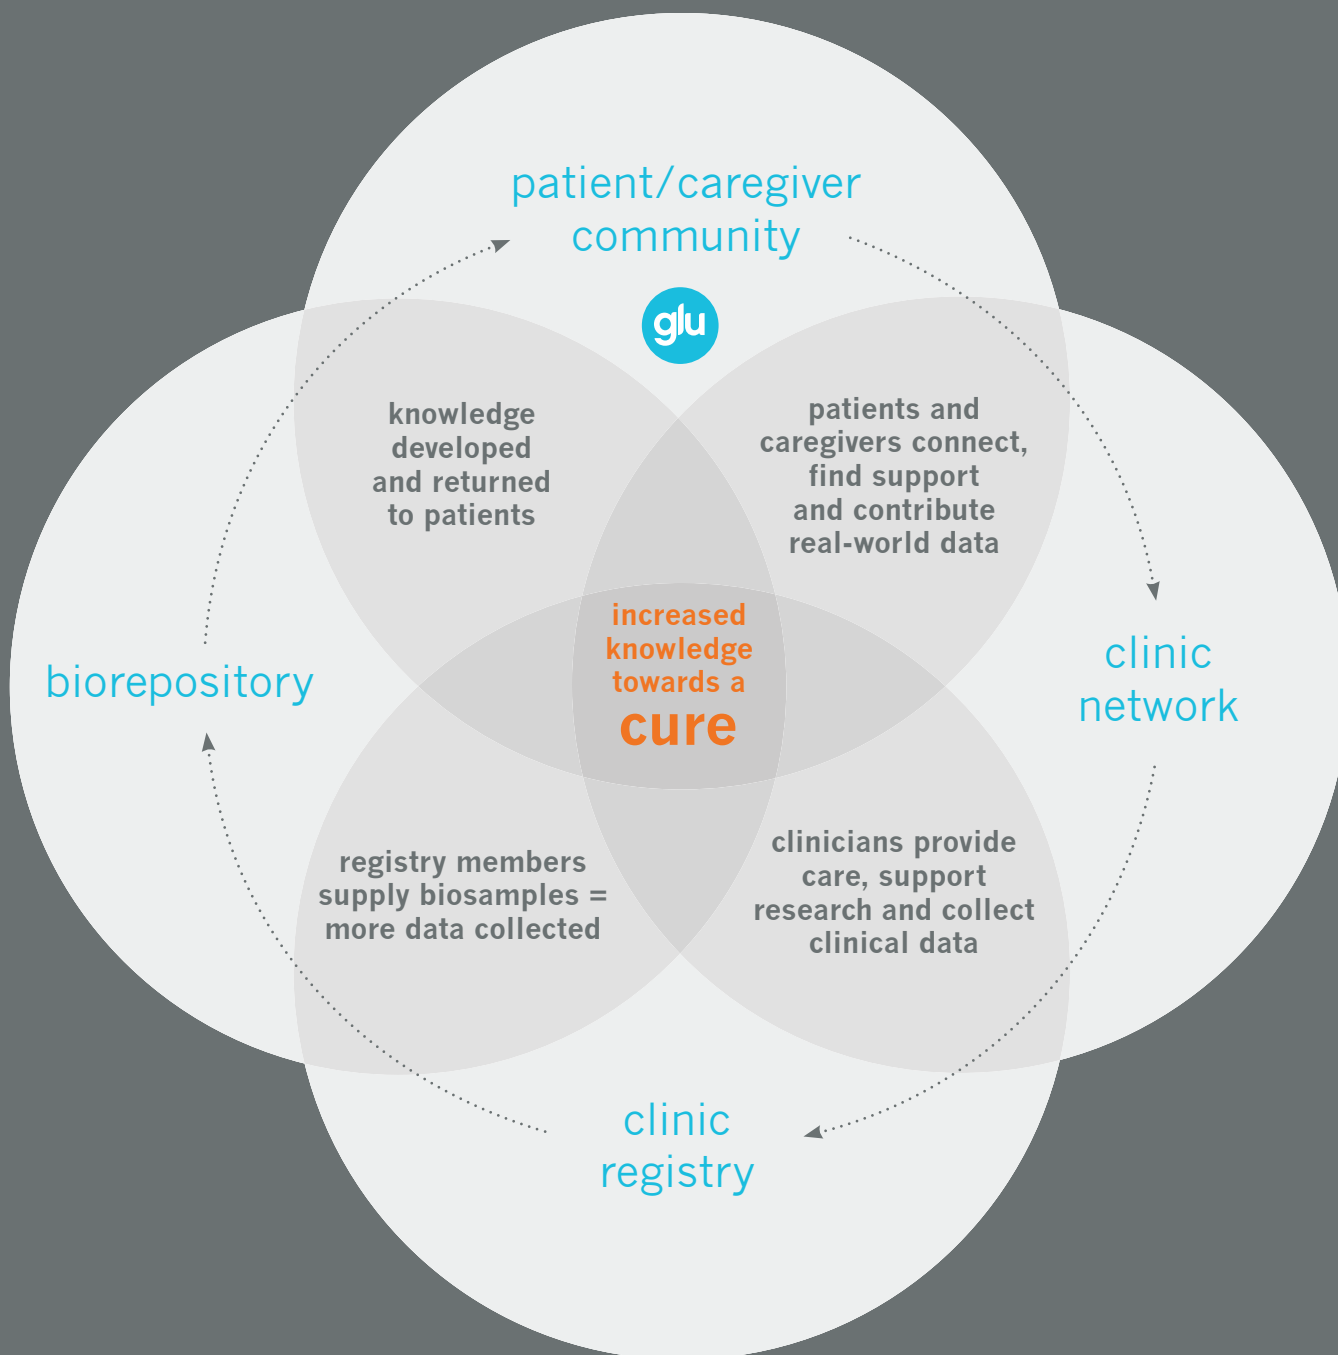 patient/caregiver
community
glu
knowledge
developed
and returned
to patients
patients and
caregivers connect,
find support
and contribute
real-world data
increased
knowledge
towards a
cure
biorepository
clinic
network
registry members
supply biosamples =
more data collected
clinicians provide
care, support
research and collect
clinical data
clinic
registry